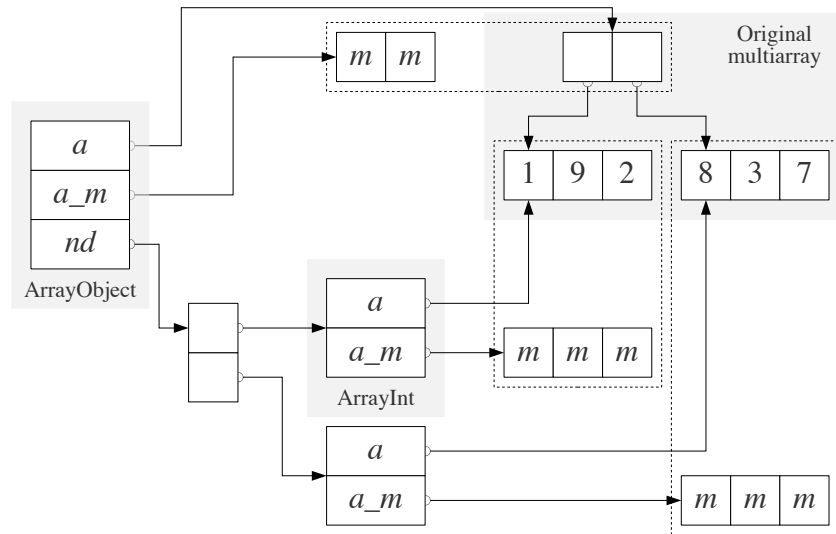 Original
multiarray
m m
a
a_m
nd
ArrayObject
1 9 2
8 3 7
a
a_m
ArrayInt
m m m
a
a_m
m m m